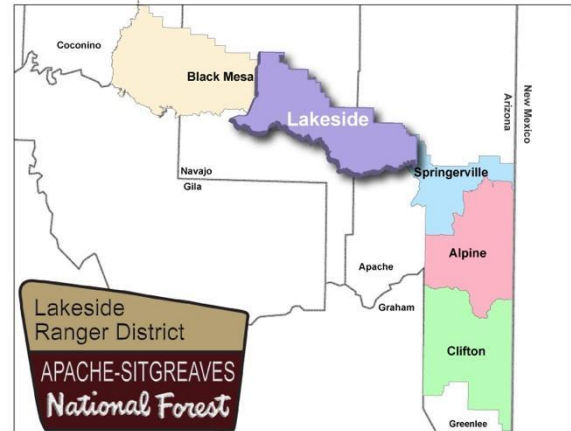 Coconino
Black Mesa
Lakeside
New Mexico
Arizona
Springerville
Navajo
Gila
Alpine
Apache
Graham
Clifton
Greenlee
Lakeside
Ranger District
APACHE-SITGREAVES
National Forest